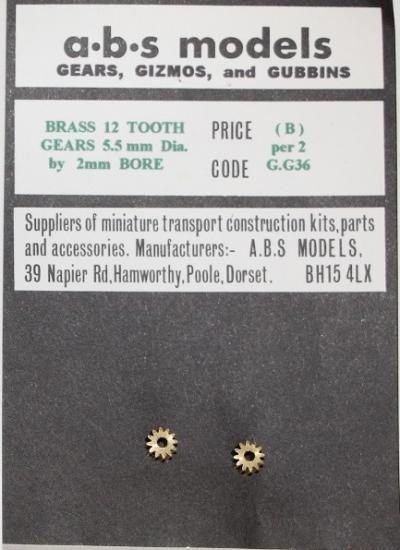 a·b·s models
GEARS, GIZMOS, and GUBBINS
BRASS 12 TOOTH
GEARS 5.5 mm Dia.
by 2mm BORE
PRICE (B)
per 2
CODE G.G36
Suppliers of miniature transport construction kits, parts
and accessories. Manufacturers:- A.B.S MODELS,
39 Napier Rd, Hamworthy, Poole, Dorset. BH15 4LX